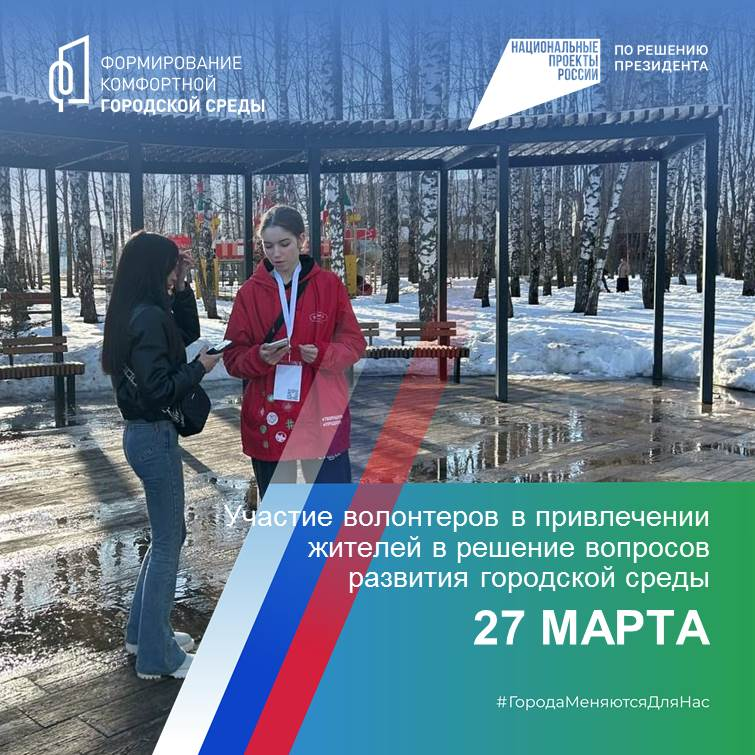 ФОРМИРОВАНИЕ
КОМФОРТНОЙ
ГОРОДСКОЙ СРЕДЫ
НАЦИОНАЛЬНЫЕ
ПРОЕКТЫ
РОССИИ
ПО РЕШЕНИЮ
ПРЕЗИДЕНТА
Участие волонтеров в привлечении
жителей в решение вопросов
развития городской среды
27 МАРТА
#ГородаМеняютсяДляНас